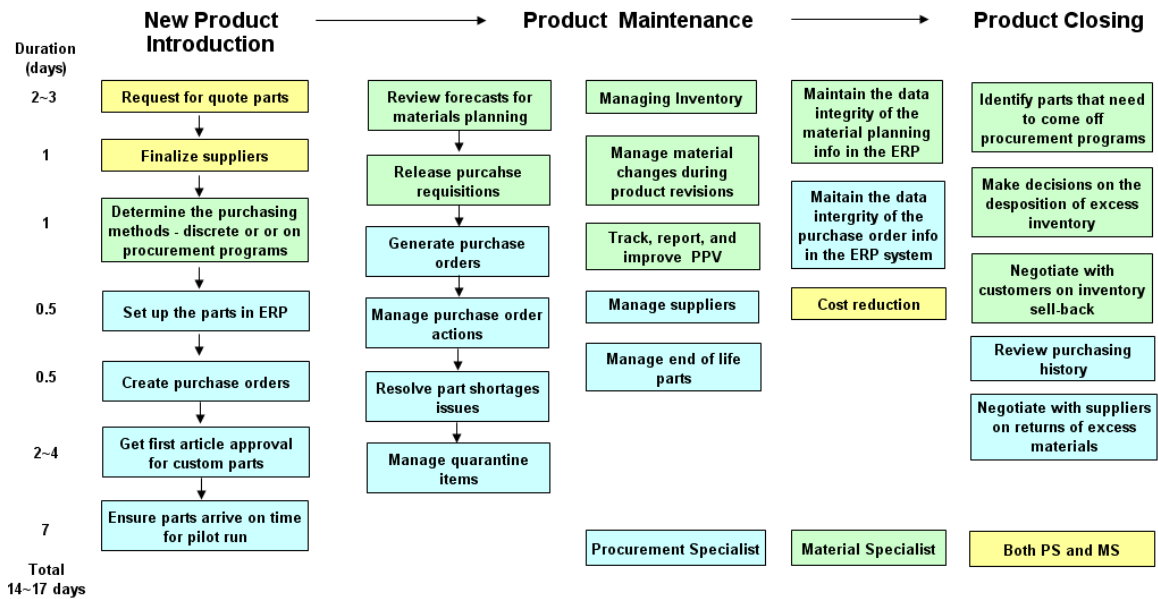 New Product
Introduction
Product Maintenance
Product Closing
Duration
(days)
2~3
1
1
0.5
0.5
2~4
7
Total
14~17 days
Request for quote parts
Finalize suppliers
Determine the purchasing
methods - discrete or or on
procurement programs
Set up the parts in ERP
Create purchase orders
Get first article approval
for custom parts
Ensure parts arrive on time
for pilot run
Review forecasts for
materials planning
Release purcahse
requisitions
Generate purchase
orders
Manage purchase order
actions
Resolve part shortages
issues
Manage quarantine
items
Managing Inventory
Manage material
changes during
product revisions
Track, report, and
improve PPV
Manage suppliers
Manage end of life
parts
Maintain the data
integrity of the
material planning
info in the ERP
Maitain the data
intergrity of the
purchase order info
in the ERP system
Cost reduction
Identify parts that need
to come off
procurement programs
Make decisions on the
desposition of excess
inventory
Negotiate with
customers on inventory
sell-back
Review purchasing
history
Negotiate with suppliers
on returns of excess
materials
Procurement Specialist
Material Specialist
Both PS and MS